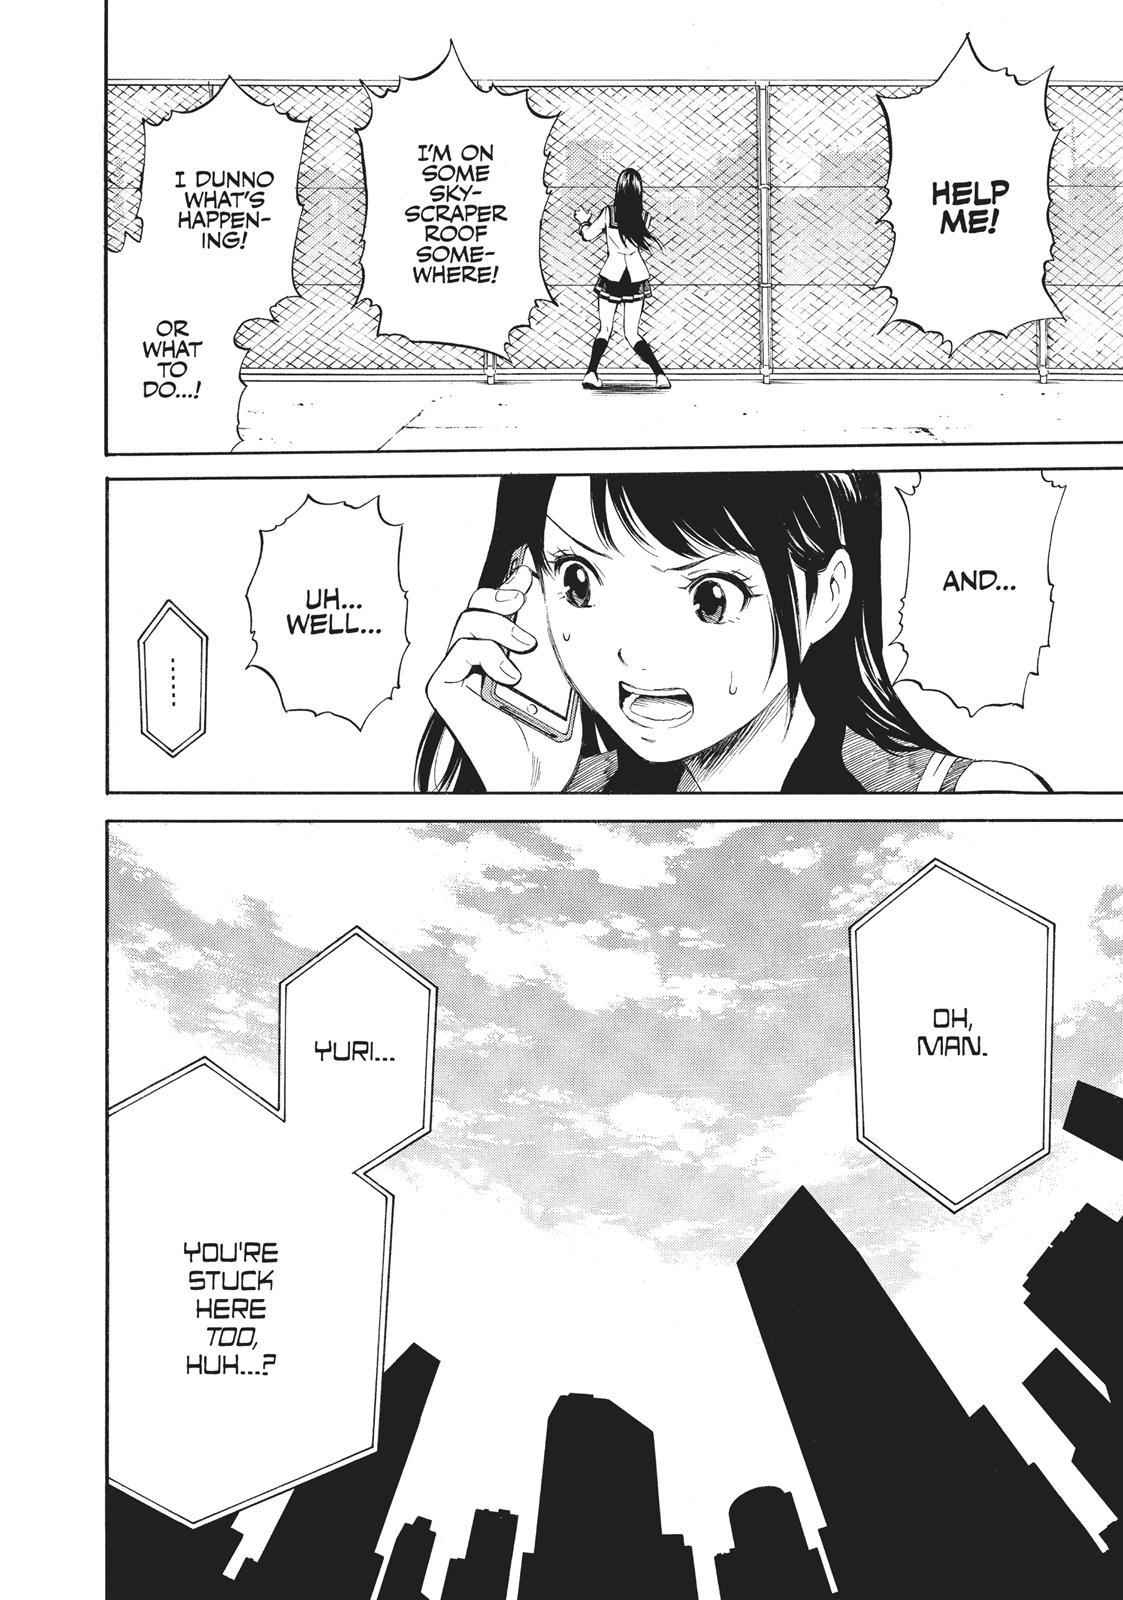 HELP
ME!
I'M ON
SOME
SKY-
SCRAPER
ROOF
SOME-
WHERE!
I DUNNO
WHAT'S
HAPPEN-
ING!
OR
WHAT
TO
DO...!
AND...
UH...
WELL...
......
OH,
MAN.
YURI...
YOU'RE
STUCK
HERE
TOO,
HUH...?